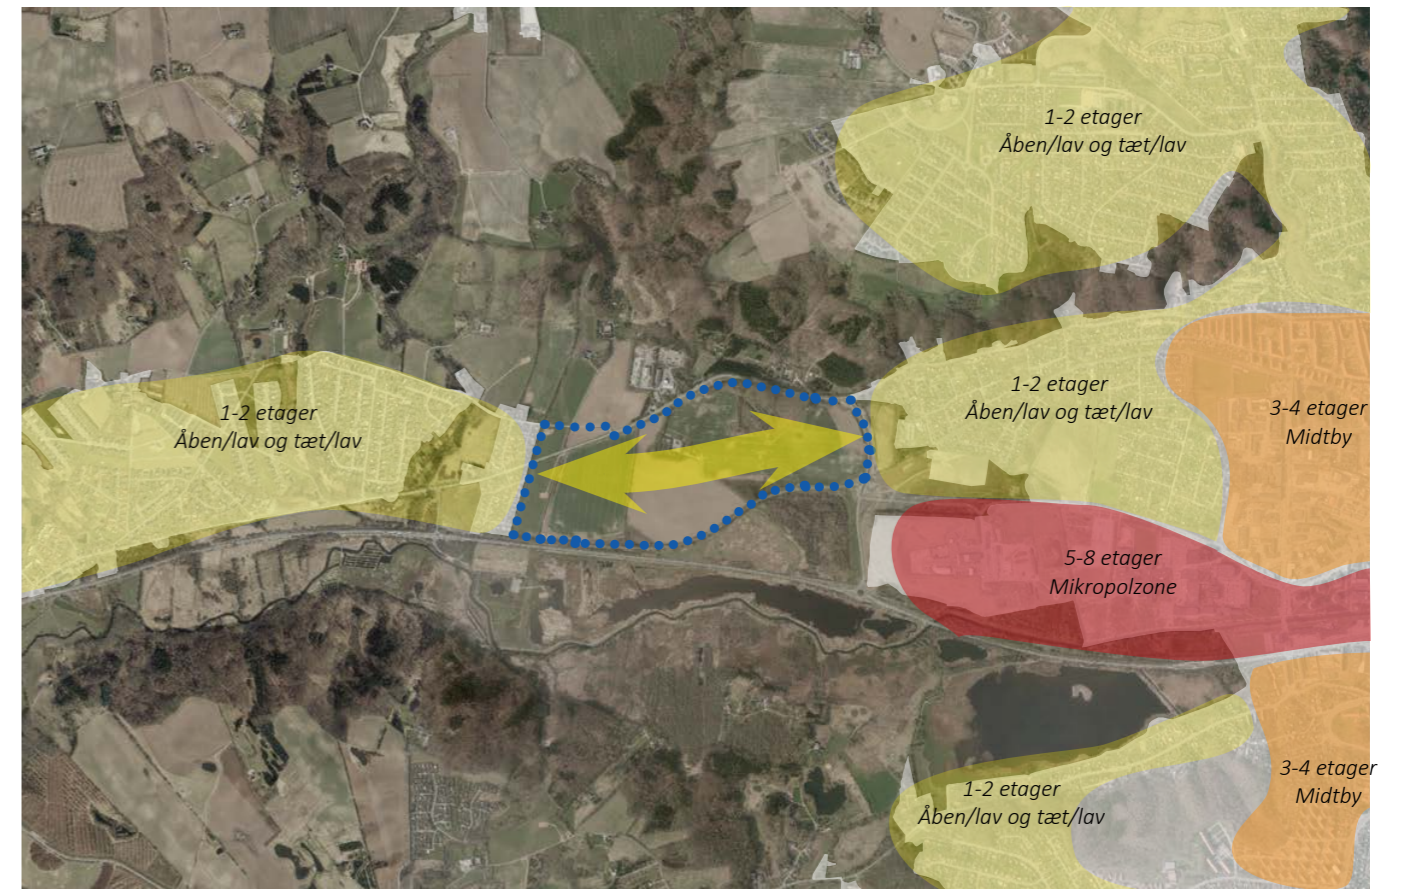 1-2 etager
Åben/lav og tæt/lav
1-2 etager
Åben/lav og tæt/lav
1-2 etager
Åben/lav og tæt/lav
3-4 etager
Midtby
5-8 etager
Mikropolzone
3-4 etager
Midtby
1-2 etager
Åben/lav og tæt/lav